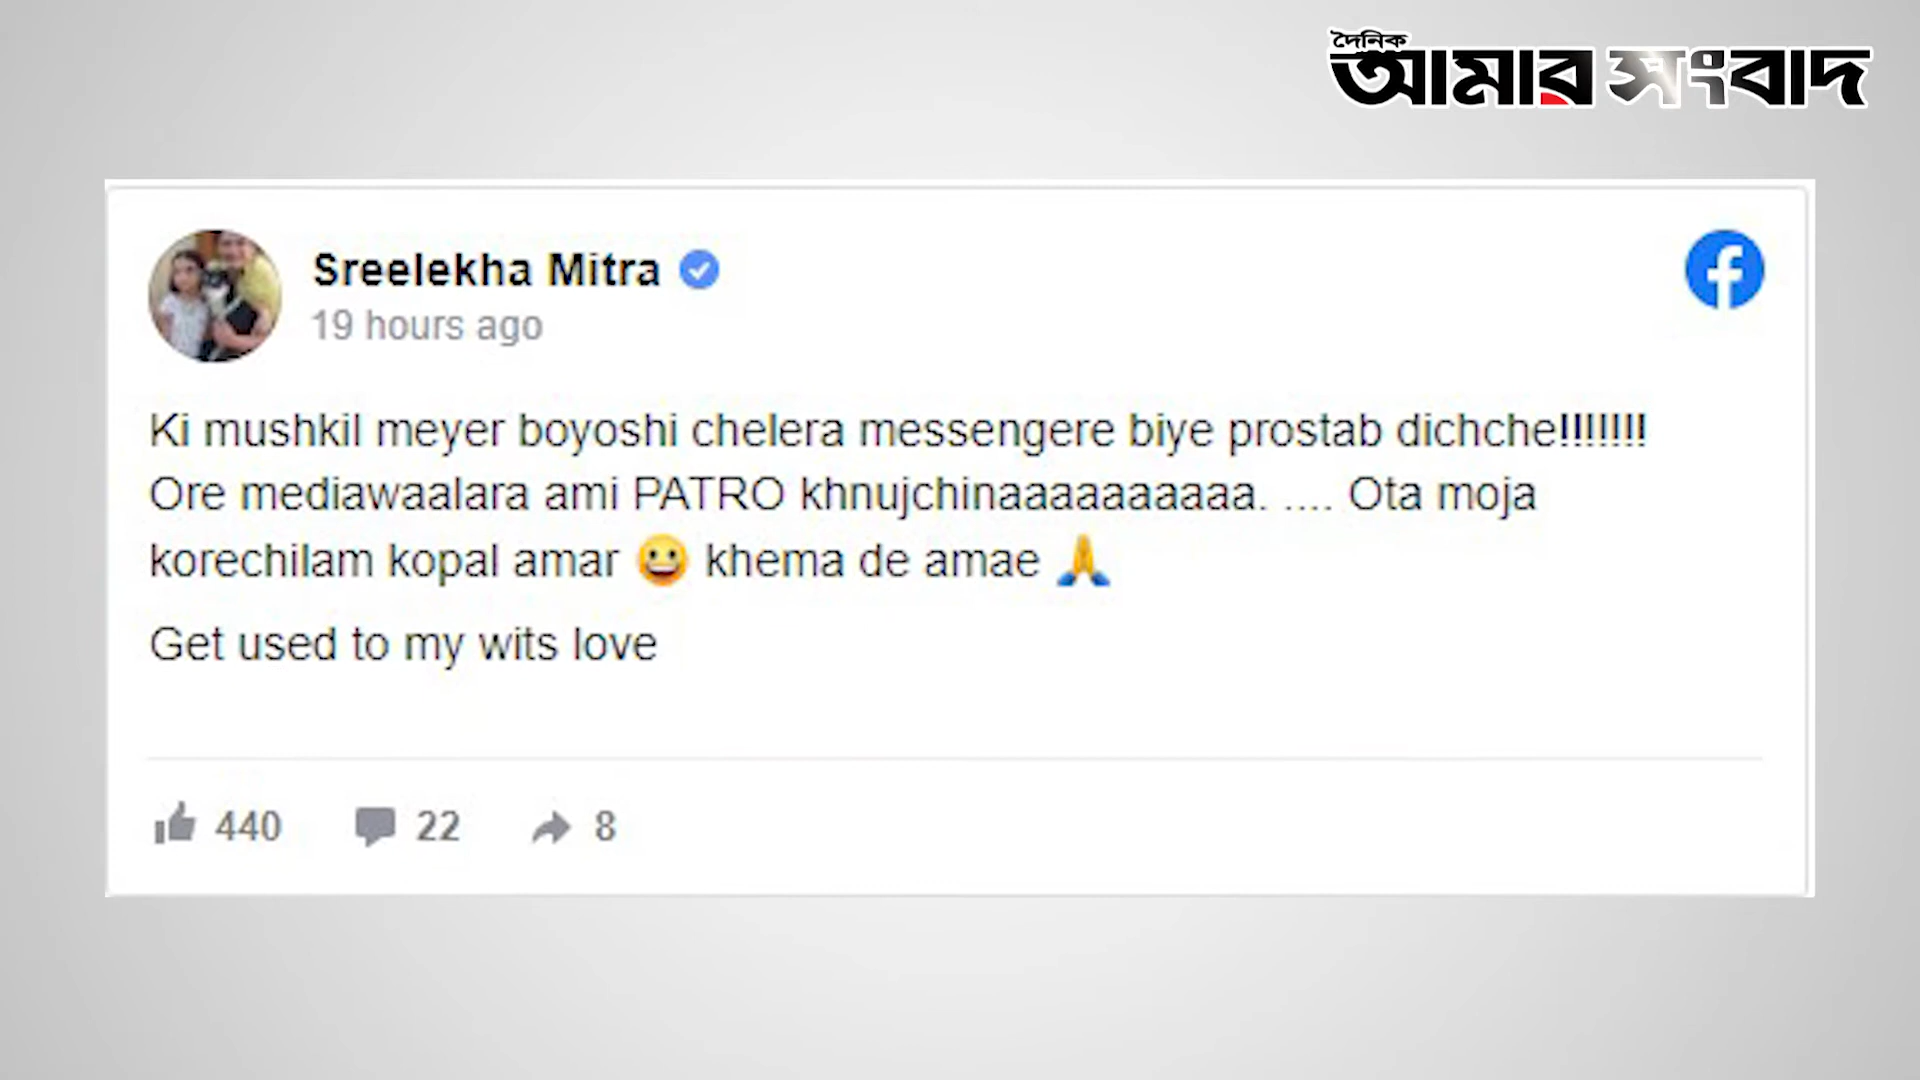 দৈনিক
আমার সংবাদ
Sreelekha Mitra
19 hours ago
Ki mushkil meyer boyoshi chelera messengere biye prostab dichche!!!!!!!
Ore mediawaalara ami PATRO khnujchinaaaaaaaaaa. .... Ota moja
korechilam kopal amar 😀 khema de amae 🙏
Get used to my wits love
440 22 8